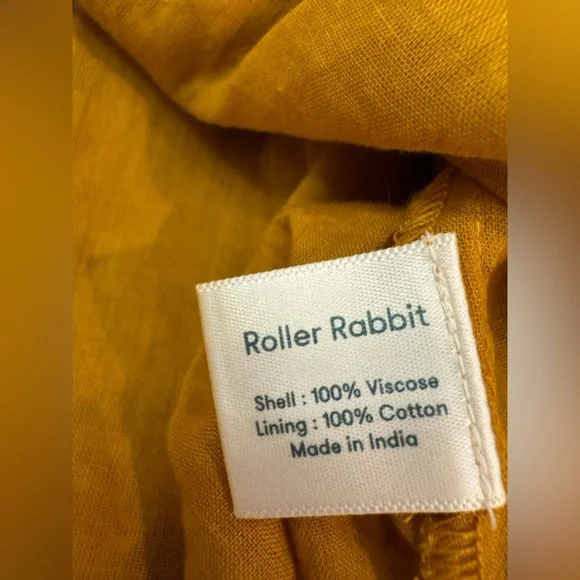 Roller Rabbit
Shell : 100% Viscose
Lining : 100% Cotton
Made in India